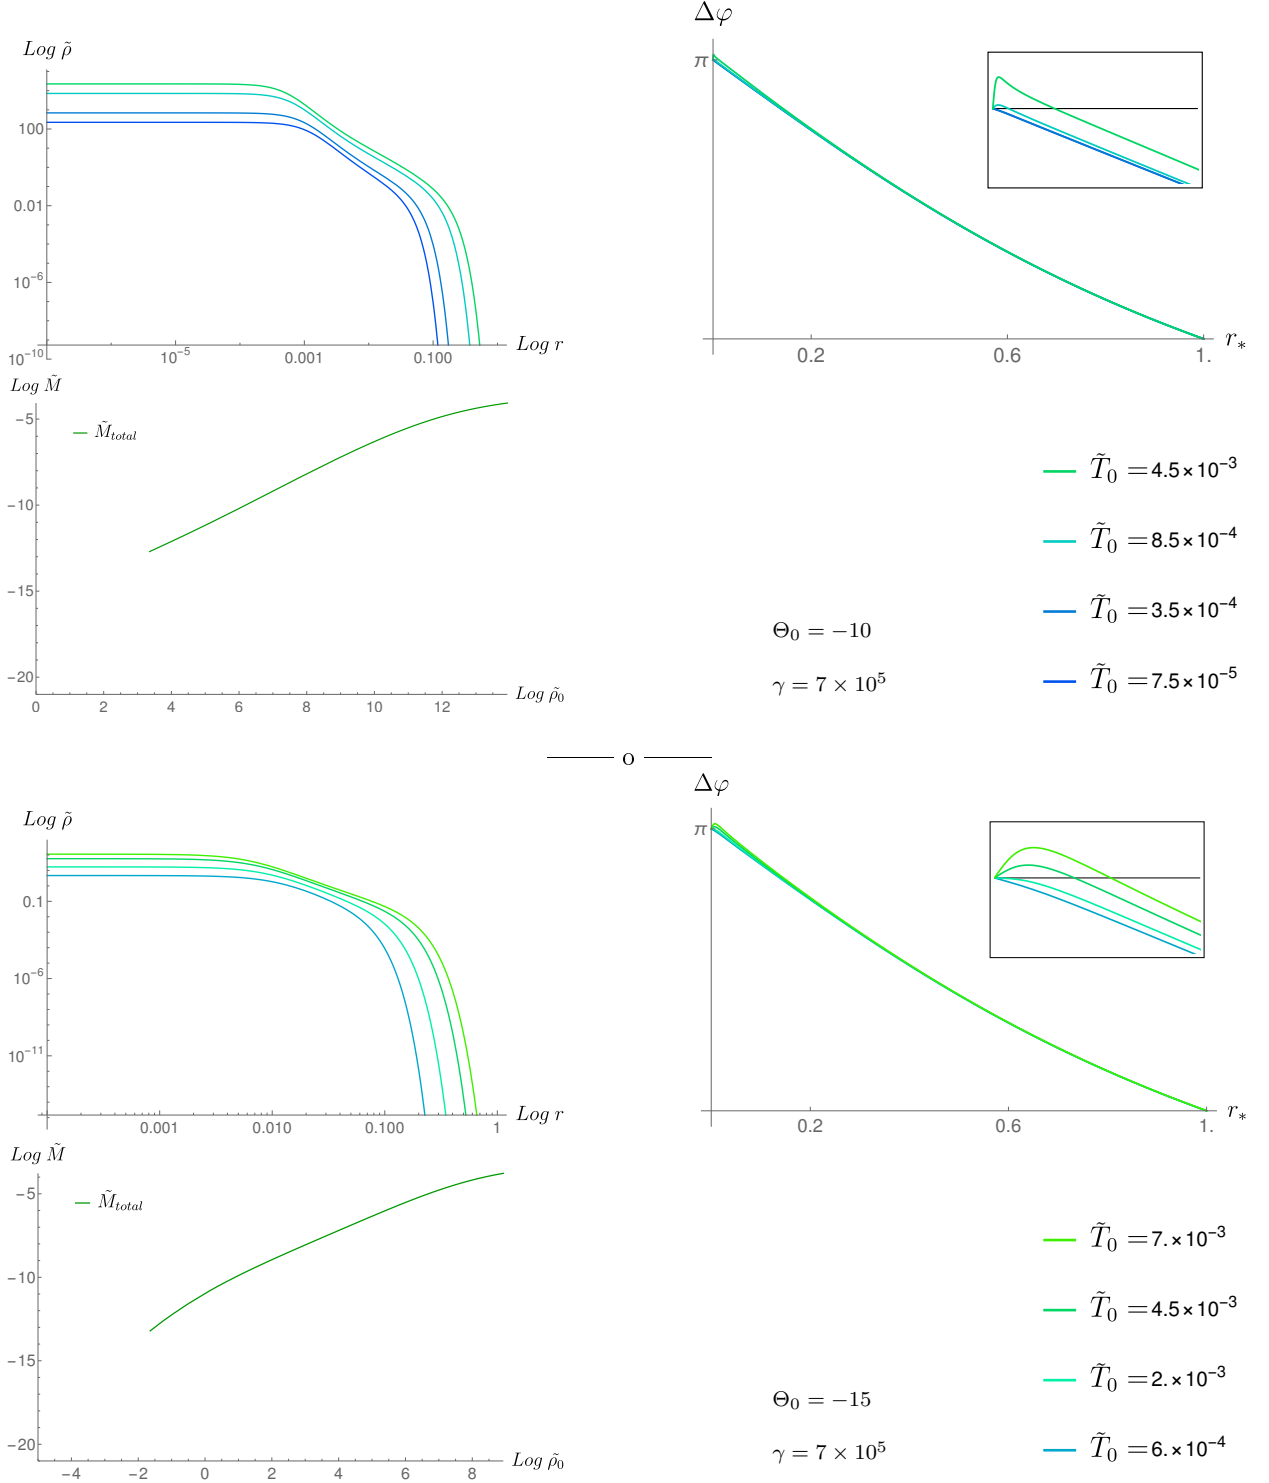 Log ρ̃
100
0.01
10⁻⁶
10⁻¹⁰
10⁻⁵
0.001
0.100
Log r
Δφ
π
0.2
0.6
1.
r*
Log M̃
−5
−10
−15
−20
M̃total
0
2
4
6
8
10
12
Log ρ̃₀
T̃₀ = 4.5×10⁻³
T̃₀ = 8.5×10⁻⁴
T̃₀ = 3.5×10⁻⁴
T̃₀ = 7.5×10⁻⁵
Θ₀ = −10
γ = 7 × 10⁵
o
Log ρ̃
0.1
10⁻⁶
10⁻¹¹
0.001
0.010
0.100
1
Log r
Δφ
π
0.2
0.6
1.
r*
Log M̃
−5
−10
−15
−20
M̃total
−4
−2
0
2
4
6
8
Log ρ̃₀
T̃₀ = 7.×10⁻³
T̃₀ = 4.5×10⁻³
T̃₀ = 2.×10⁻³
T̃₀ = 6.×10⁻⁴
Θ₀ = −15
γ = 7 × 10⁵